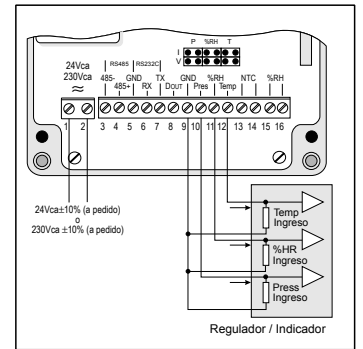 P %RH T
I
V
24Vca
230Vca
≈
RS485 RS232C
485- GND TX GND %RH NTC %RH
485+ RX DOUT Pres Temp
1 2 3 4 5 6 7 8 9 10 11 12 13 14 15 16
24Vca±10% (a pedido)
o
230Vca ±10% (a pedido)
Temp
Ingreso
%HR
Ingreso
Press
Ingreso
Regulador / Indicador